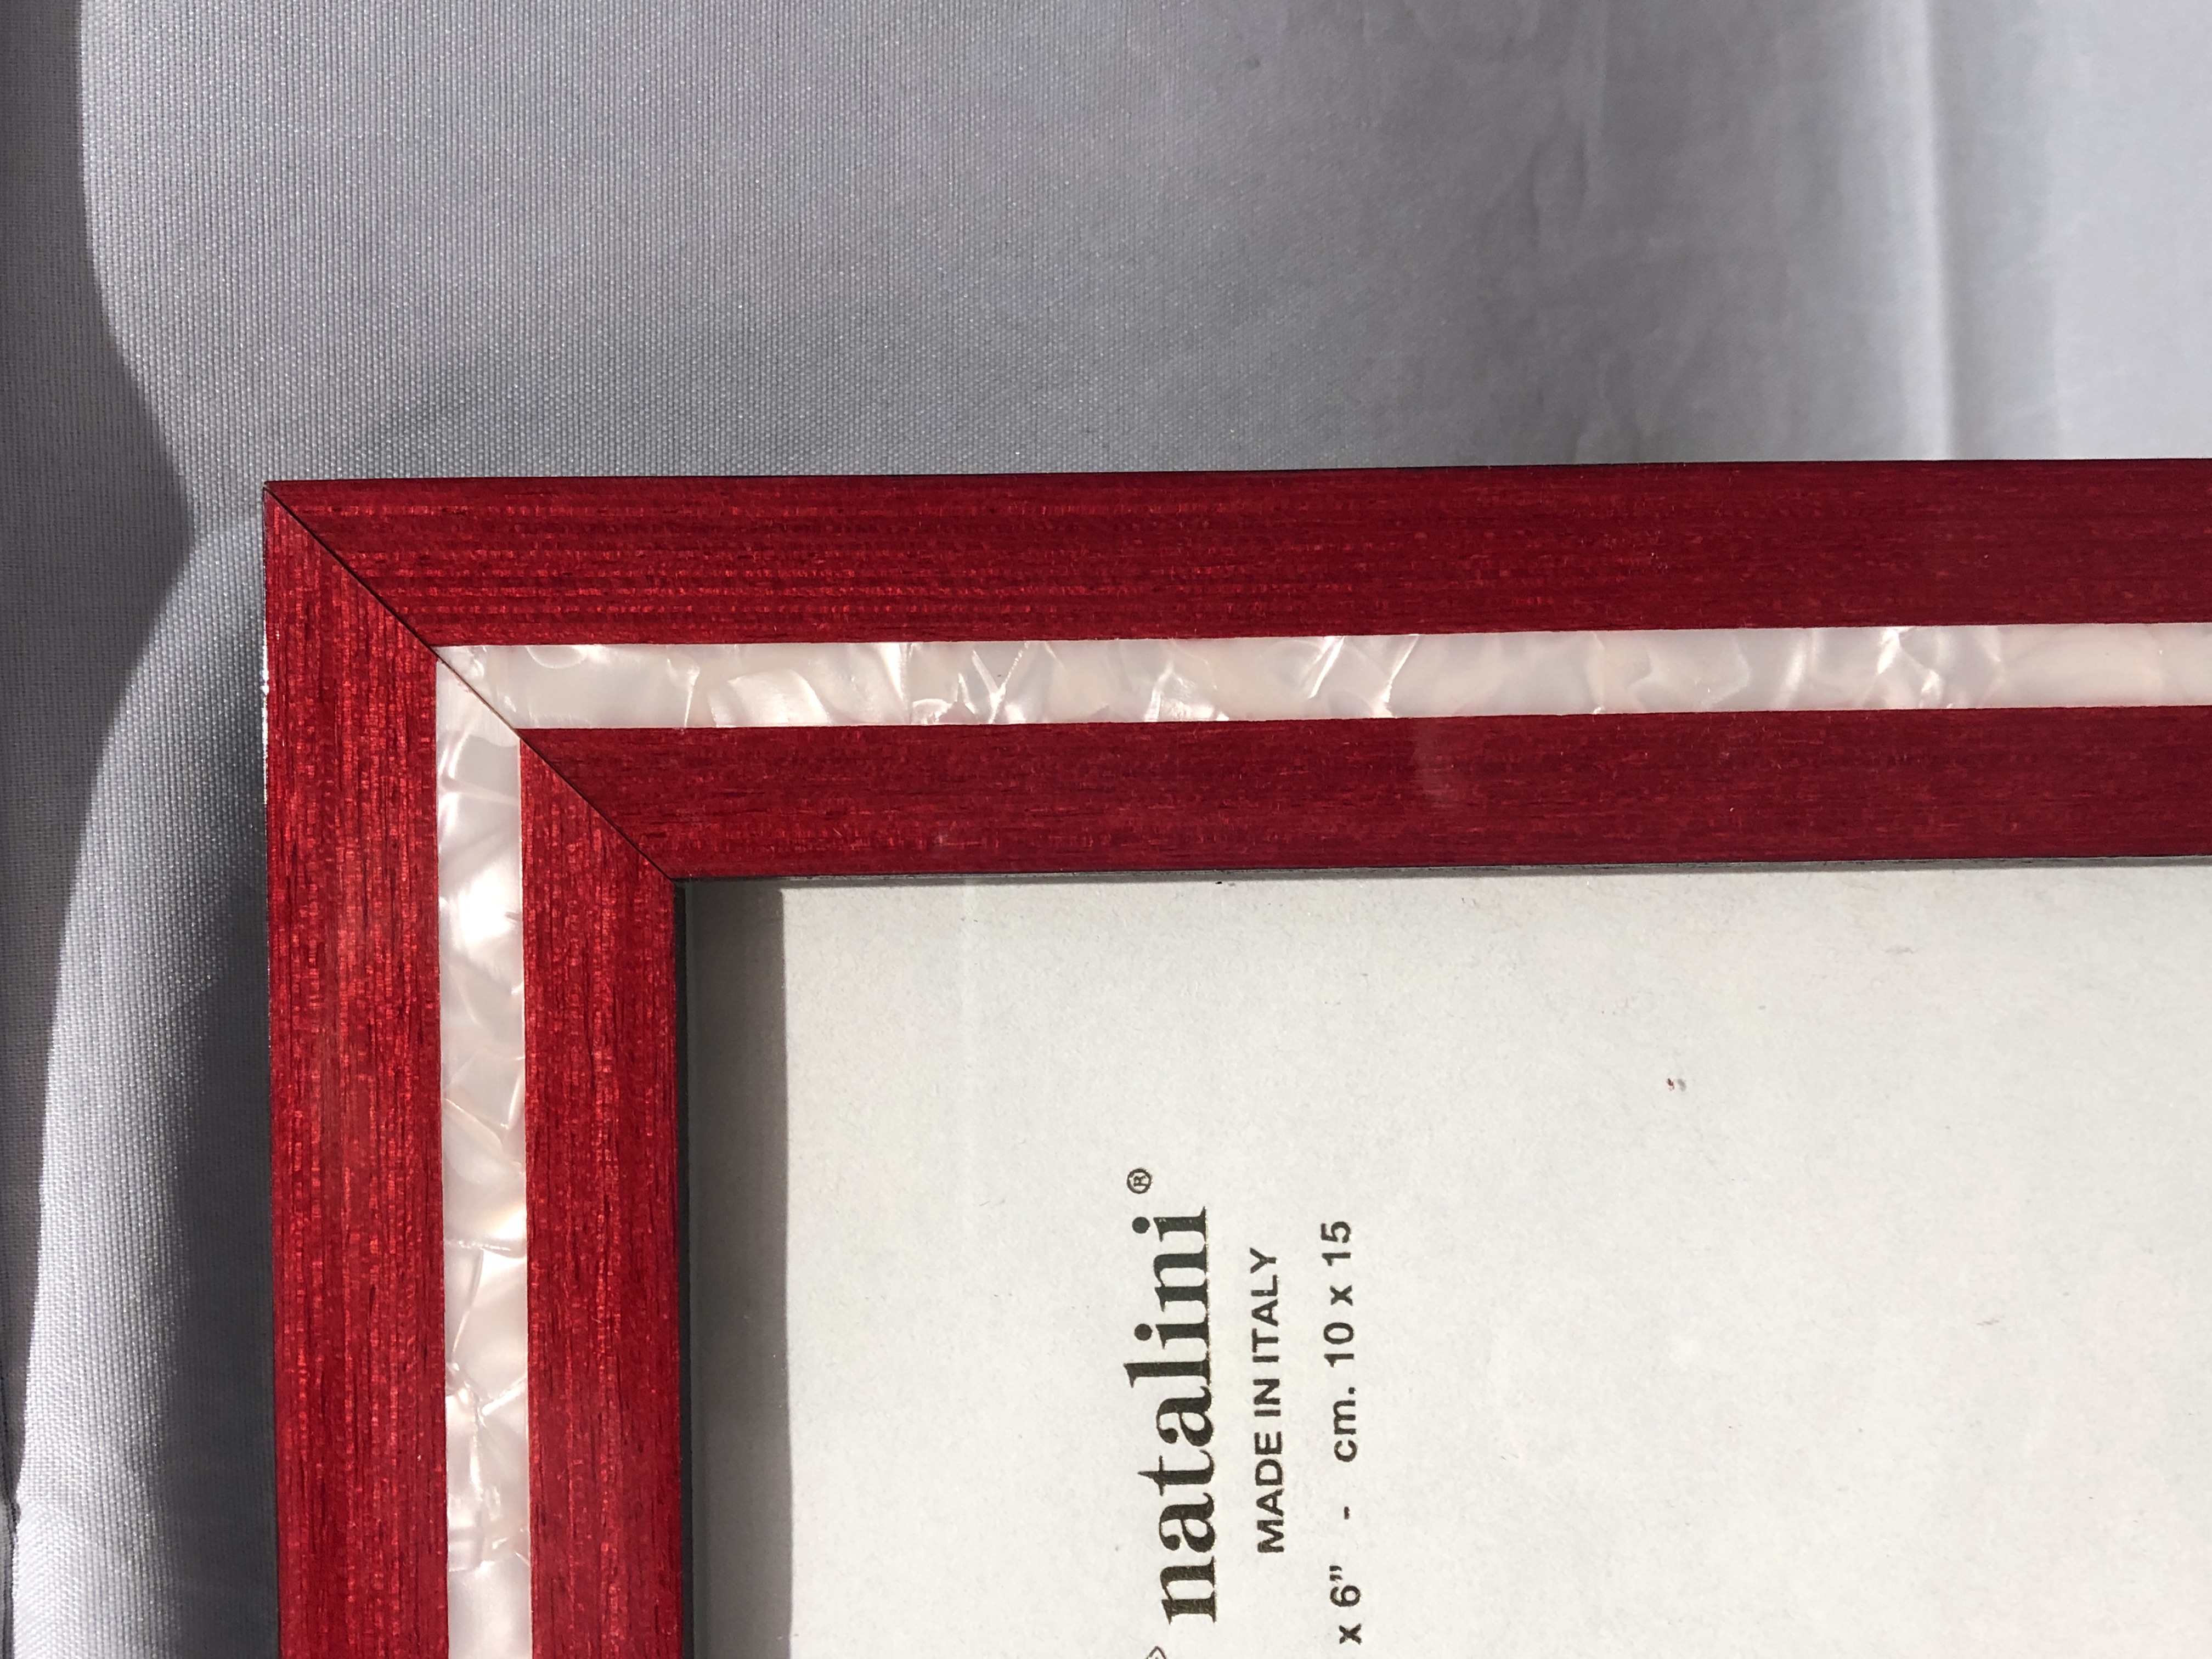 natalini®
MADE IN ITALY
x 6” - cm. 10 x 15